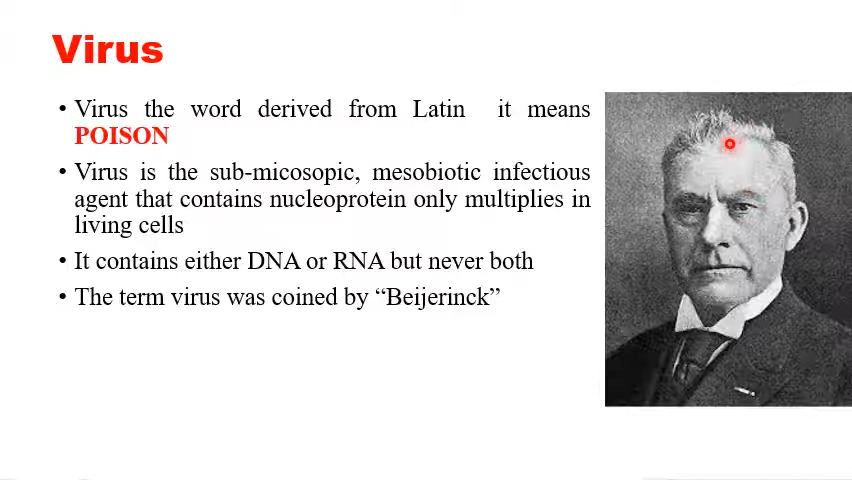 Virus
• Virus the word derived from Latin it means
POISON
• Virus is the sub-micosopic, mesobiotic infectious
agent that contains nucleoprotein only multiplies in
living cells
• It contains either DNA or RNA but never both
• The term virus was coined by “Beijerinck”